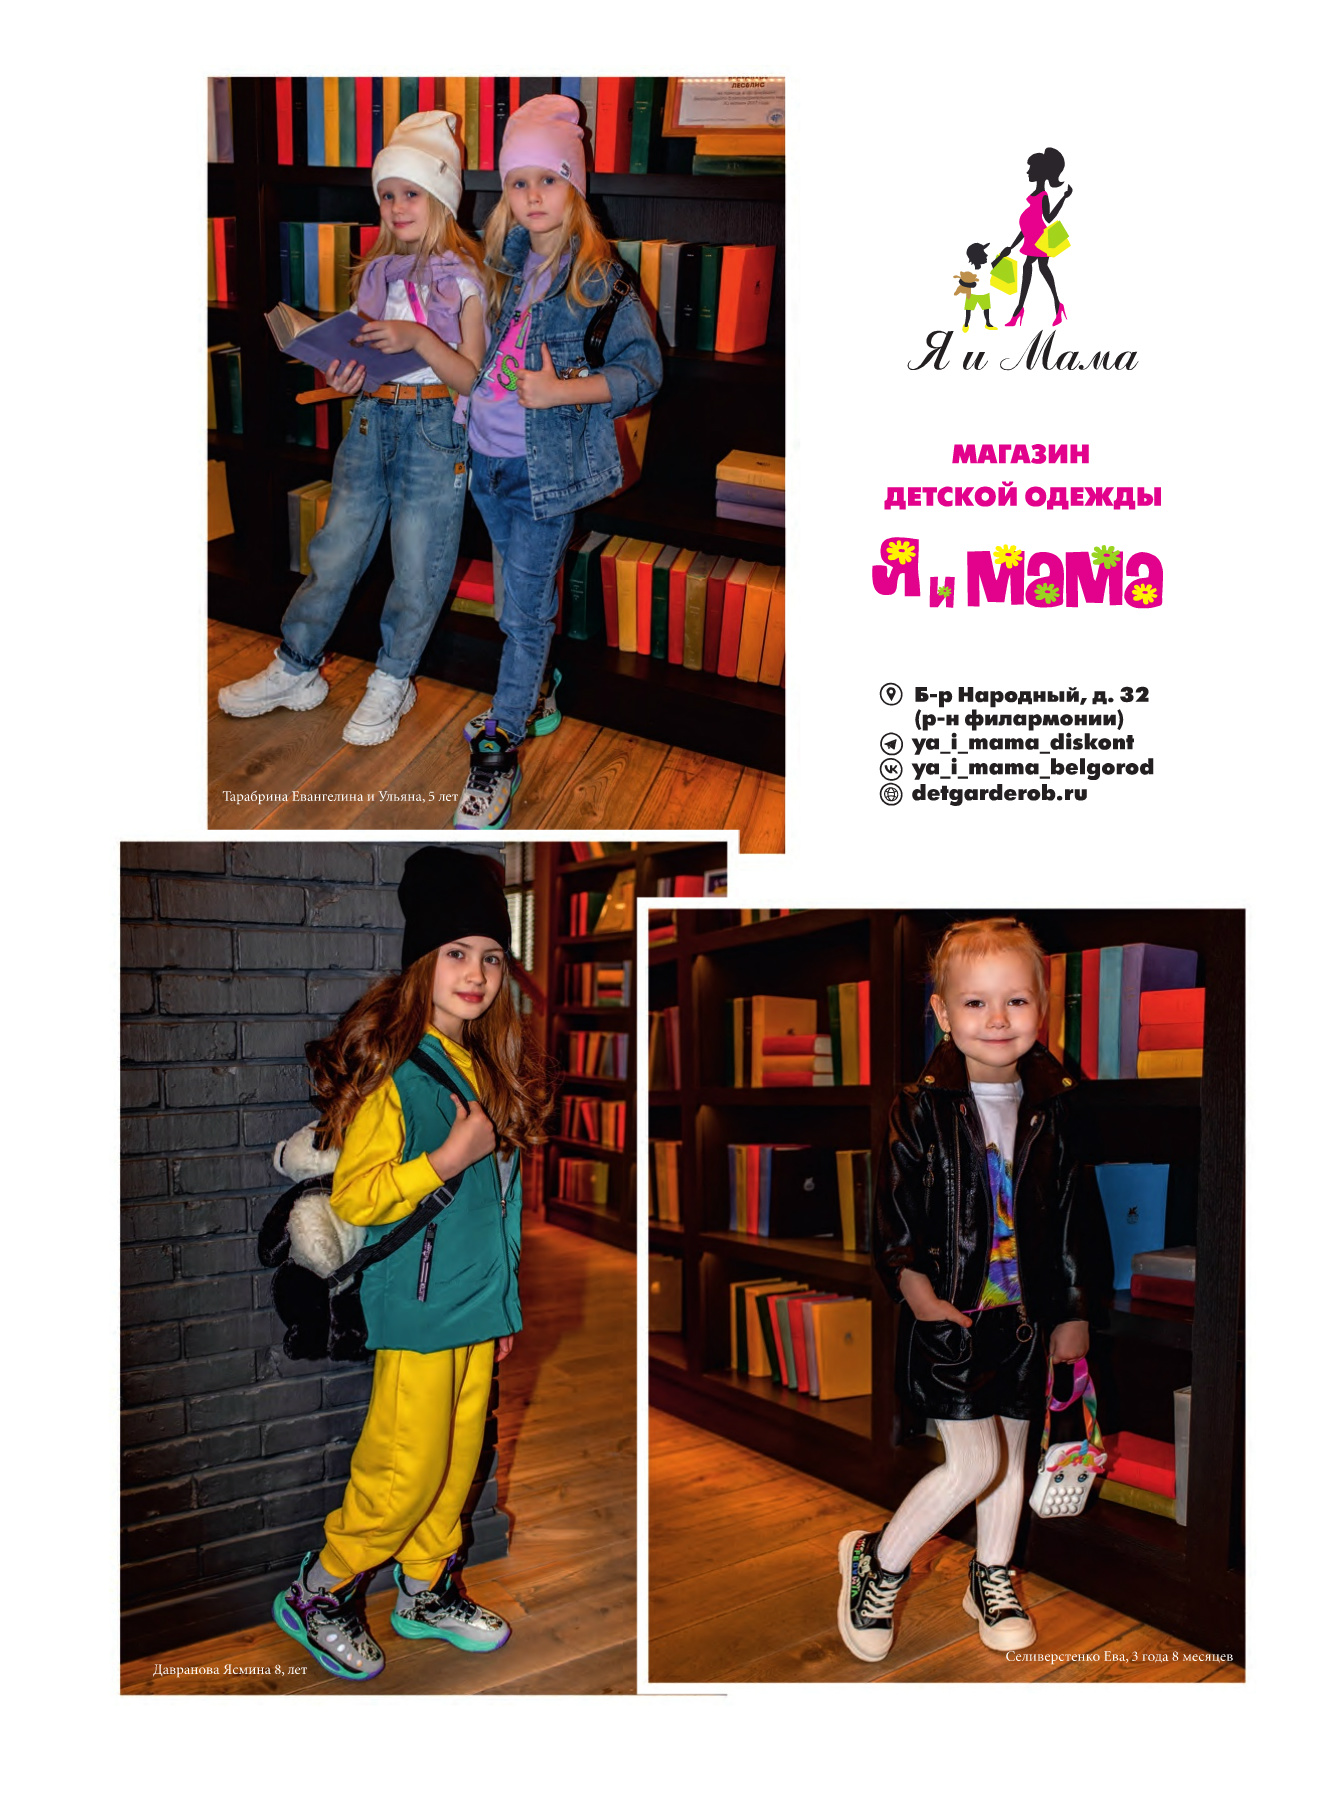 ЛЕСОЛИС
Тарабрина Евангелина и Ульяна, 5 лет
Я и Мама
МАГАЗИН
ДЕТСКОЙ ОДЕЖДЫ
Я и мама
Б-р Народный, д. 32
(р-н филармонии)
ya_i_mama_diskont
ya_i_mama_belgorod
detgarderob.ru
Давранова Ясмина 8, лет
Селиверстенко Ева, 3 года 8 месяцев